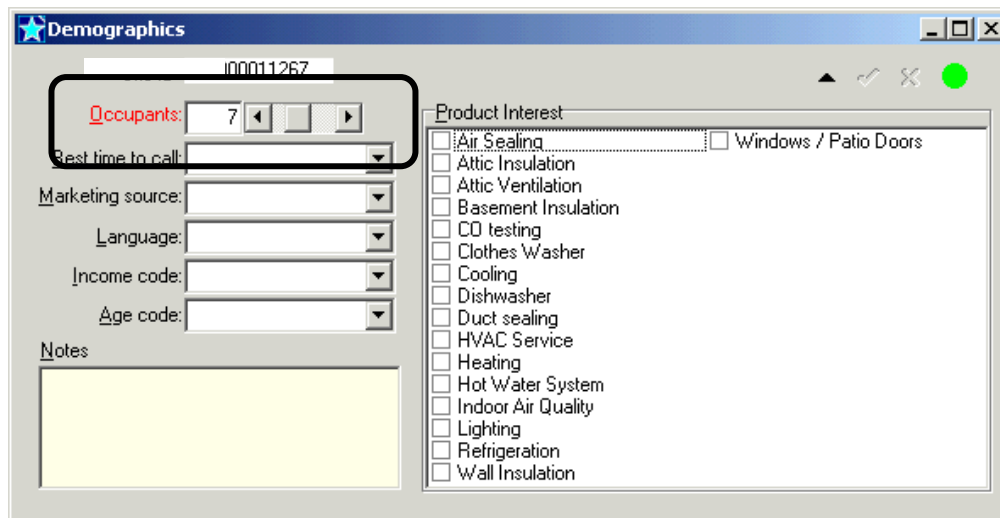 Demographics
I00011267
Occupants: 7
Best time to call:
Marketing source:
Language:
Income code:
Age code:
Notes
Product Interest
Air Sealing
Attic Insulation
Attic Ventilation
Basement Insulation
CO testing
Clothes Washer
Cooling
Dishwasher
Duct sealing
HVAC Service
Heating
Hot Water System
Indoor Air Quality
Lighting
Refrigeration
Wall Insulation
Windows / Patio Doors